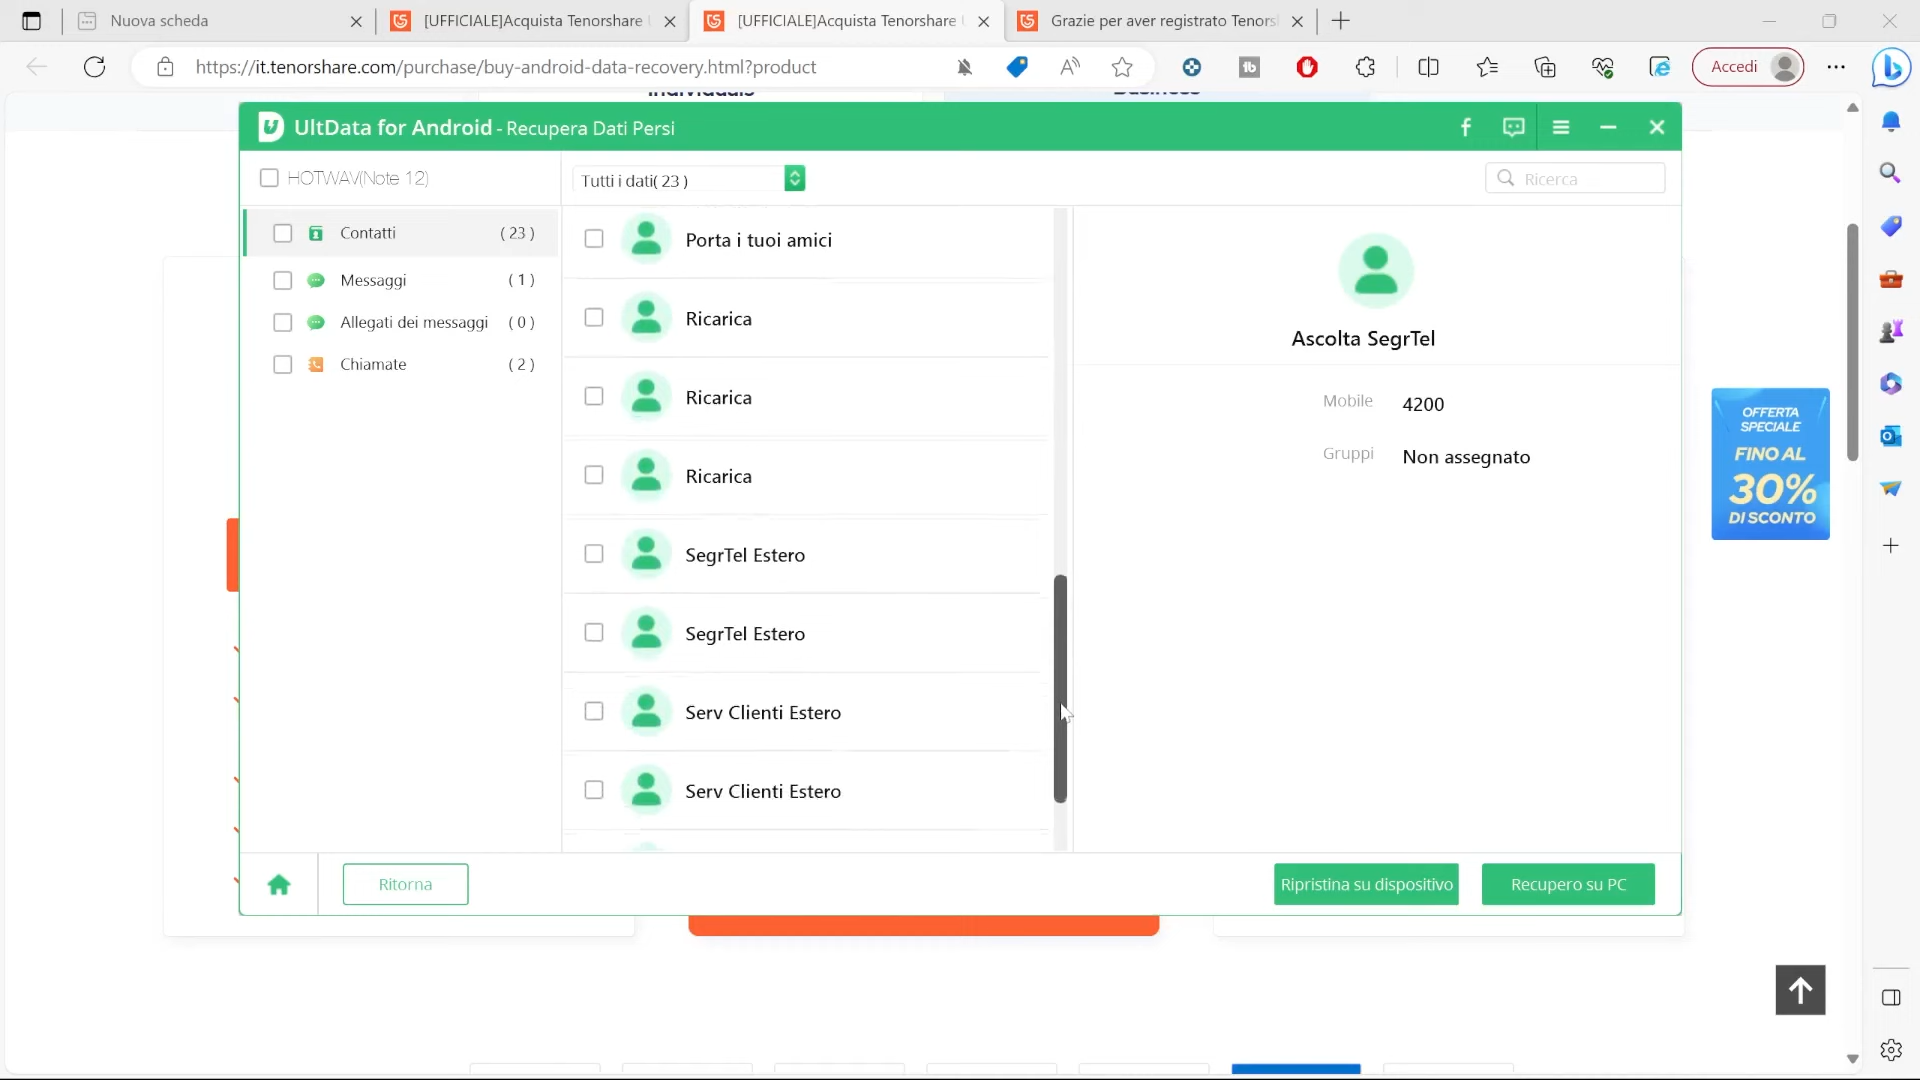 Nuova scheda
[UFFICIALE]Acquista Tenorshare
[UFFICIALE]Acquista Tenorshare
Grazie per aver registrato Tenors
https://it.tenorshare.com/purchase/buy-android-data-recovery.html?product
Accedi
Individuals
Business
UltData for Android - Recupera Dati Persi
HOTWAV(Note 12)
Tutti i dati( 23 )
Ricerca
Contatti ( 23 )
Messaggi ( 1 )
Allegati dei messaggi ( 0 )
Chiamate ( 2 )
Porta i tuoi amici
Ricarica
Ricarica
Ricarica
SegrTel Estero
SegrTel Estero
Serv Clienti Estero
Serv Clienti Estero
Ascolta SegrTel
Mobile 4200
Gruppi Non assegnato
OFFERTA
SPECIALE
FINO AL
30%
DI SCONTO
Ritorna
Ripristina su dispositivo
Recupero su PC